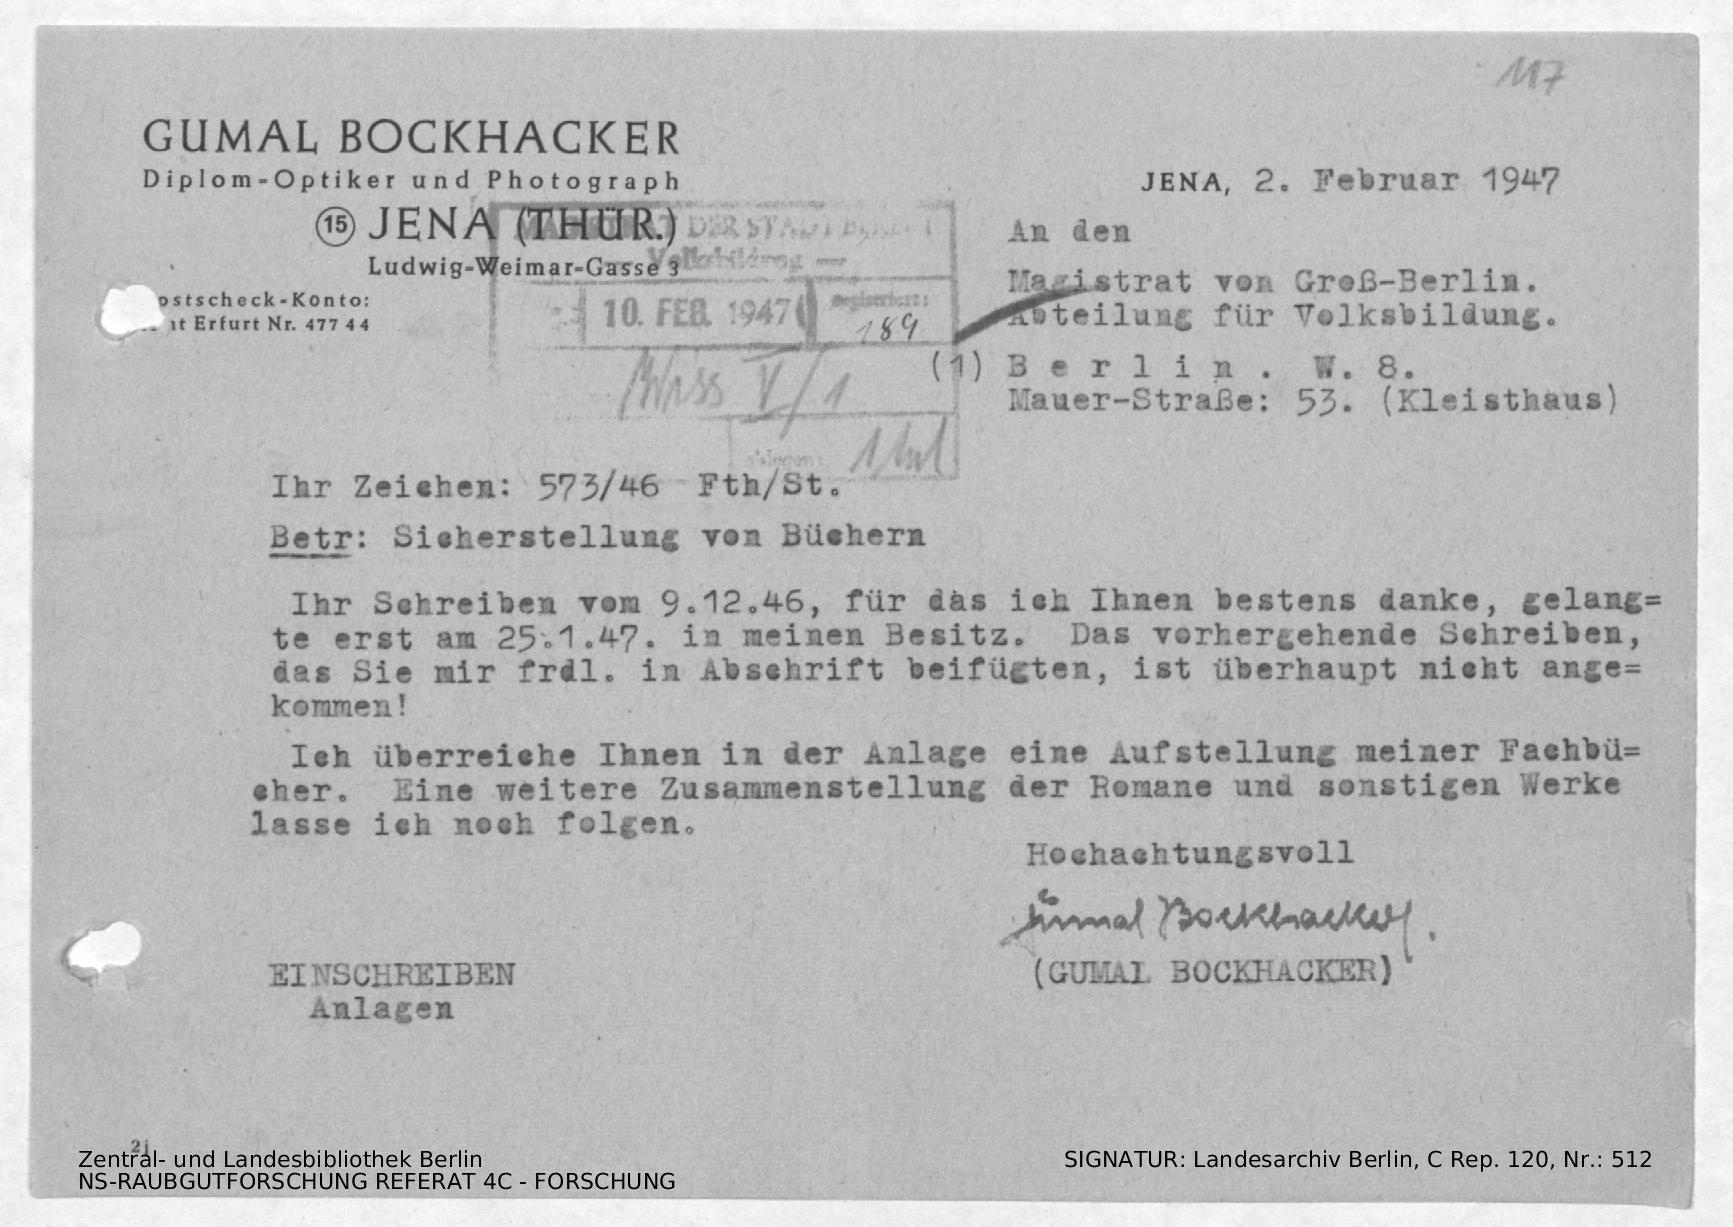 117
GUMAL BOCKHACKER
Diplom-Optiker und Photograph
15 JENA (THÜR.)
Ludwig-Weimar-Gasse 3
ostscheck-Konto:
Erfurt Nr. 477 44
MAGISTRAT DER STADT BERLIN
— Volksbildung —
10. FEB. 1947
Registriert:
189
V/1
JENA, 2. Februar 1947
An den
Magistrat von Groß-Berlin.
Abteilung für Volksbildung.
(1) B e r l i n . W. 8.
Mauer-Straße: 53. (Kleisthaus)
Ihr Zeichen: 573/46 Fth/St.
Betr: Sicherstellung von Büchern
Ihr Schreiben vom 9.12.46, für das ich Ihnen bestens danke, gelang=
te erst am 25.1.47. in meinen Besitz. Das vorhergehende Schreiben,
das Sie mir frdl. in Abschrift beifügten, ist überhaupt nicht ange=
kommen!
Ich überreiche Ihnen in der Anlage eine Aufstellung meiner Fachbü=
cher. Eine weitere Zusammenstellung der Romane und sonstigen Werke
lasse ich noch folgen.
Hochachtungsvoll
Gumal Bockhacker.
(GUMAL BOCKHACKER)
EINSCHREIBEN
Anlagen
Zentral- und Landesbibliothek Berlin
NS-RAUBGUTFORSCHUNG REFERAT 4C - FORSCHUNG
SIGNATUR: Landesarchiv Berlin, C Rep. 120, Nr.: 512